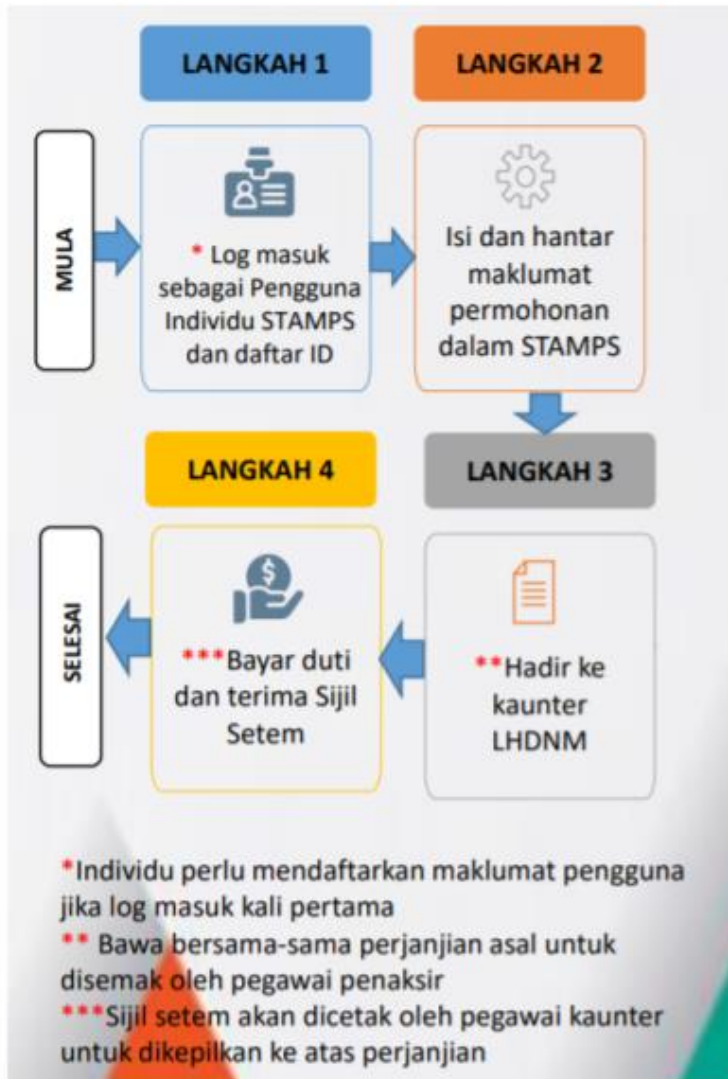 LANGKAH 1
LANGKAH 2
MULA
* Log masuk
sebagai Pengguna
Individu STAMPS
dan daftar ID
Isi dan hantar
maklumat
permohonan
dalam STAMPS
LANGKAH 3
**Hadir ke
kaunter
LHDNM
LANGKAH 4
***Bayar duti
dan terima Sijil
Setem
SELESAI
*Individu perlu mendaftarkan maklumat pengguna
jika log masuk kali pertama
** Bawa bersama-sama perjanjian asal untuk
disemak oleh pegawai penaksir
***Sijil setem akan dicetak oleh pegawai kaunter
untuk dikepilkan ke atas perjanjian